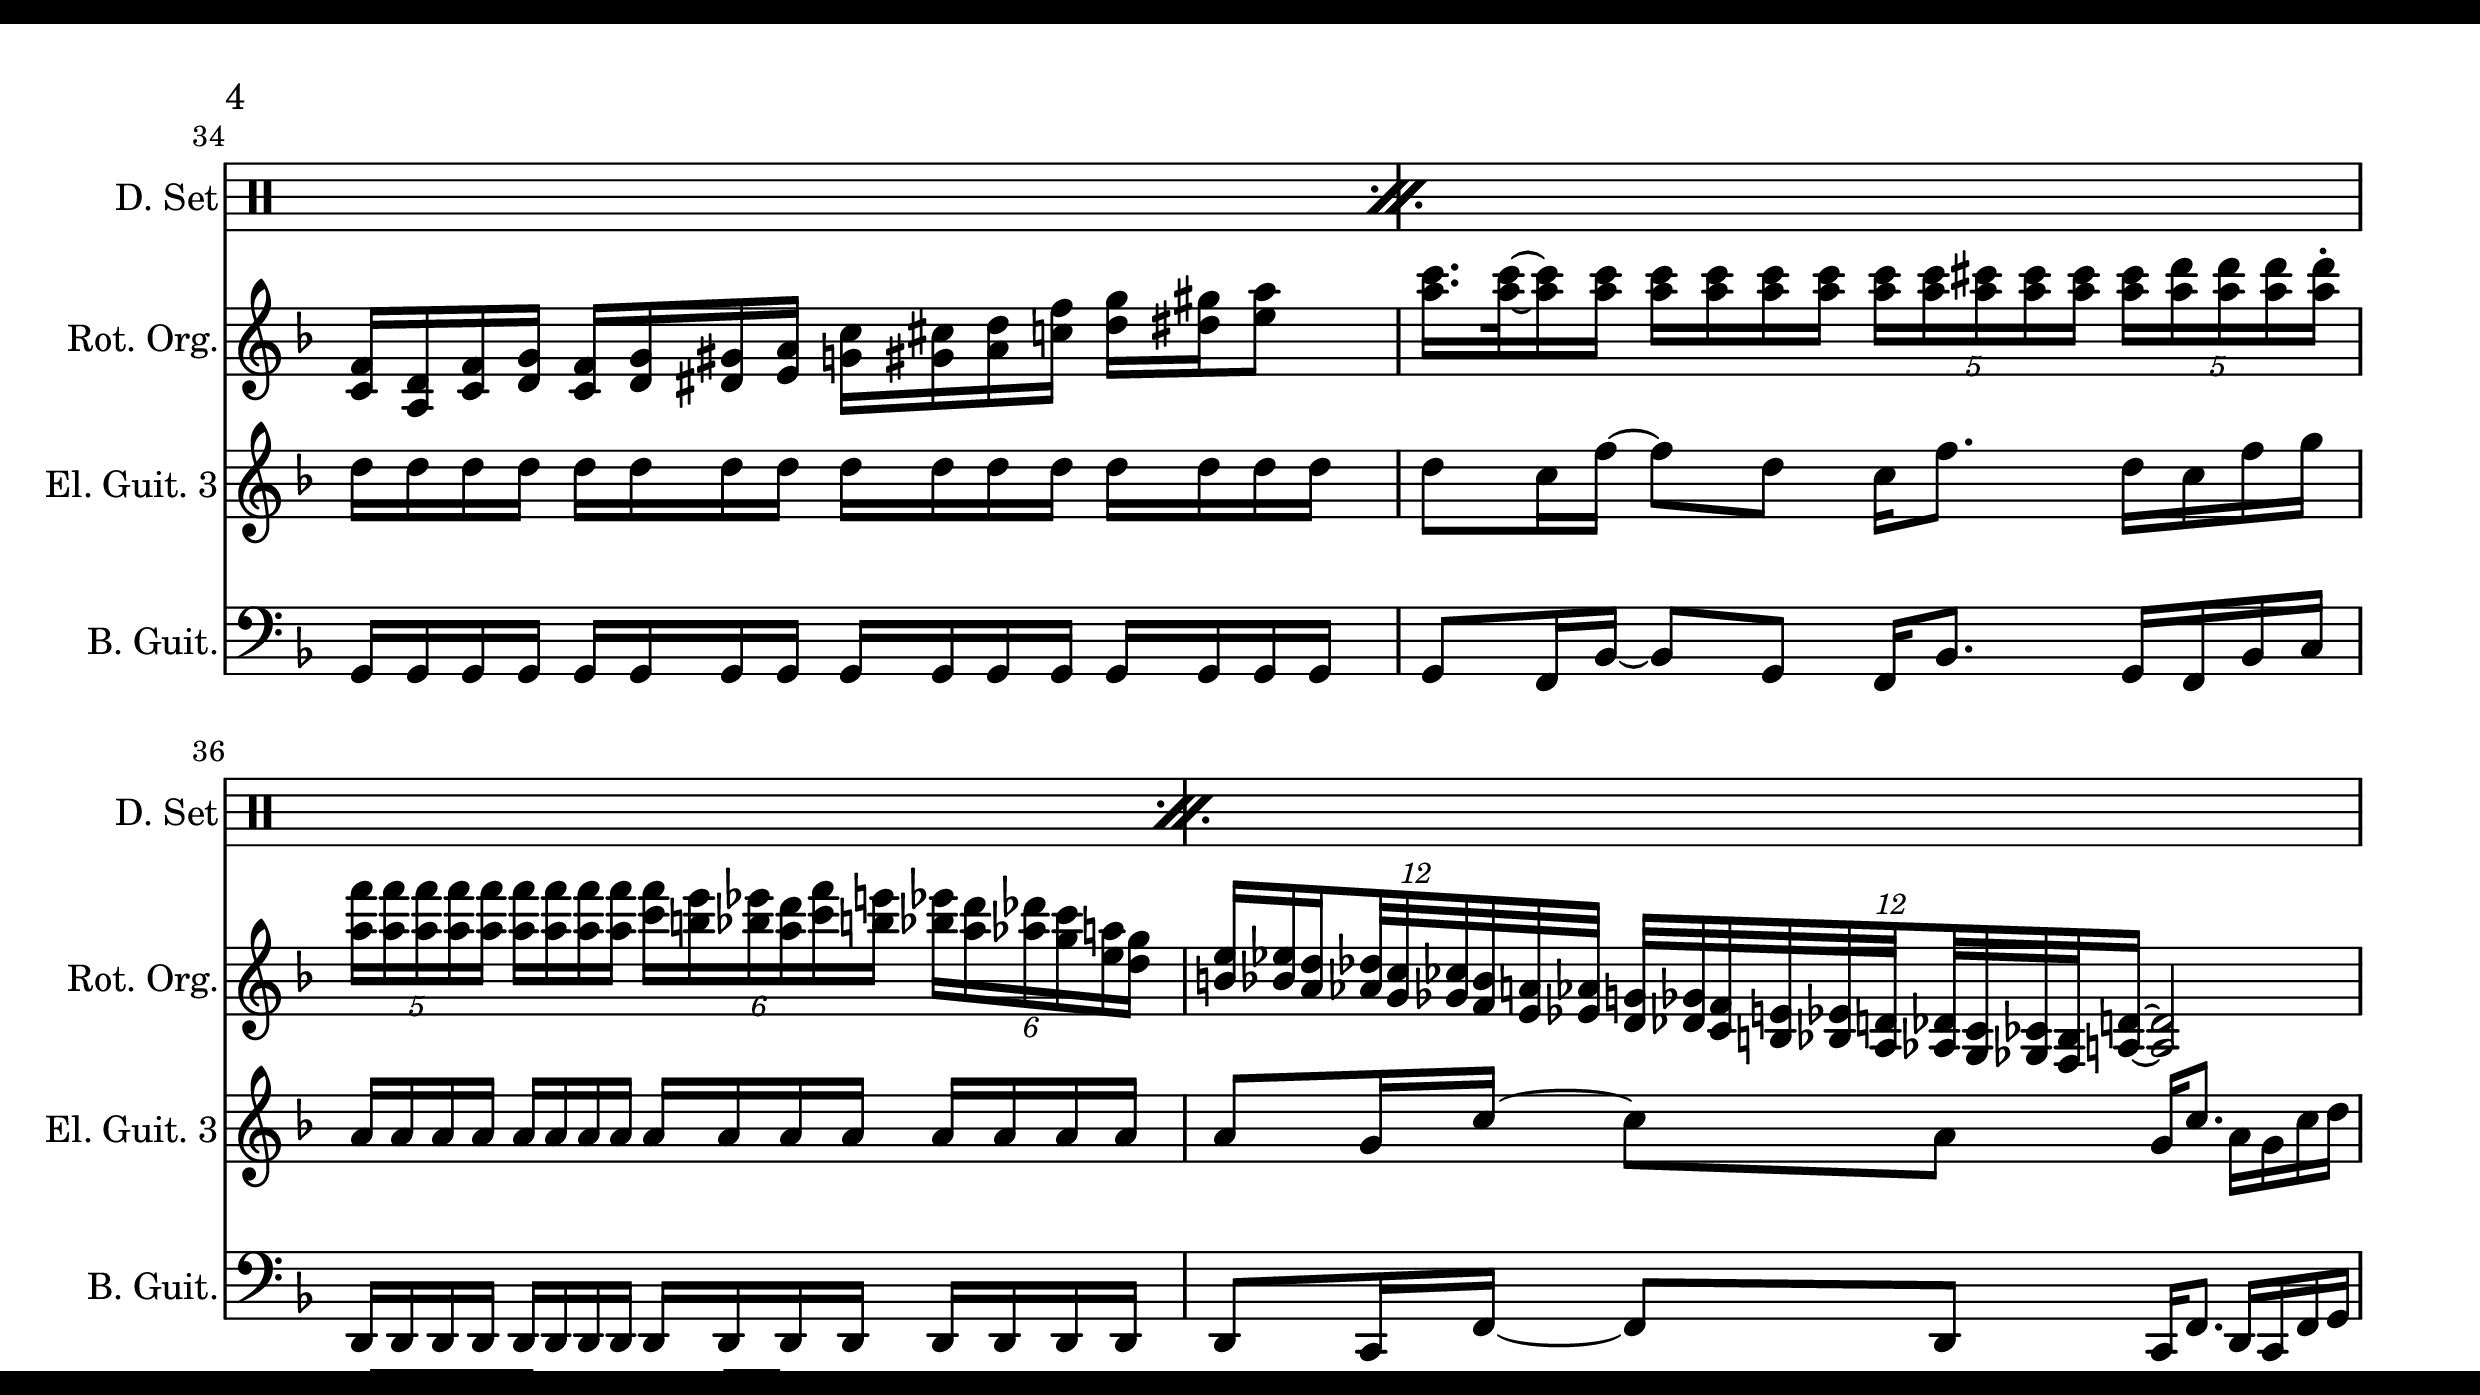 4
34
D. Set
Rot. Org.
5 5
El. Guit. 3
B. Guit.
36
D. Set
12
12
Rot. Org.
5 6 6
El. Guit. 3
B. Guit.